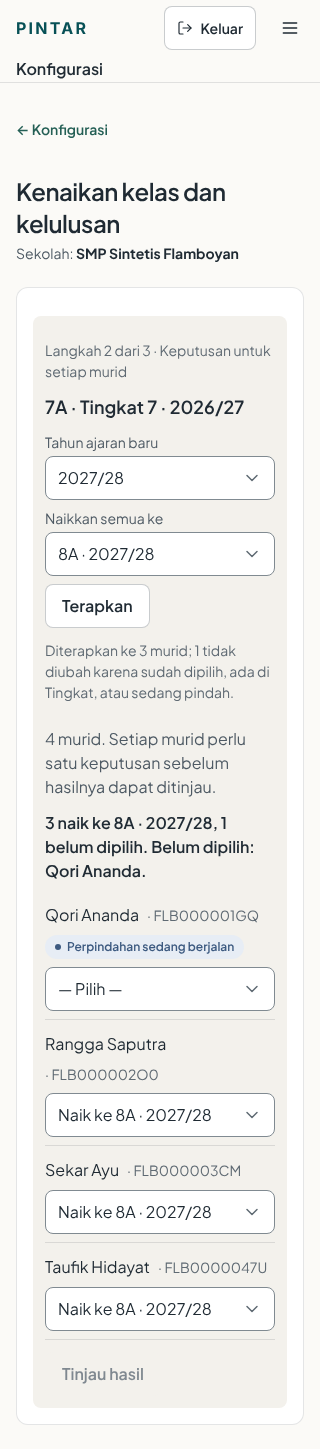 PINTAR
Keluar
Konfigurasi
← Konfigurasi
Kenaikan kelas dan
kelulusan
Sekolah: SMP Sintetis Flamboyan
Langkah 2 dari 3 · Keputusan untuk
setiap murid
7A · Tingkat 7 · 2026/27
Tahun ajaran baru
2027/28
Naikkan semua ke
8A · 2027/28
Terapkan
Diterapkan ke 3 murid; 1 tidak
diubah karena sudah dipilih, ada di
Tingkat, atau sedang pindah.
4 murid. Setiap murid perlu
satu keputusan sebelum
hasilnya dapat ditinjau.
3 naik ke 8A · 2027/28, 1
belum dipilih. Belum dipilih:
Qori Ananda.
Qori Ananda · FLB000001GQ
Perpindahan sedang berjalan
— Pilih —
Rangga Saputra
· FLB000002O0
Naik ke 8A · 2027/28
Sekar Ayu · FLB000003CM
Naik ke 8A · 2027/28
Taufik Hidayat · FLB0000047U
Naik ke 8A · 2027/28
Tinjau hasil